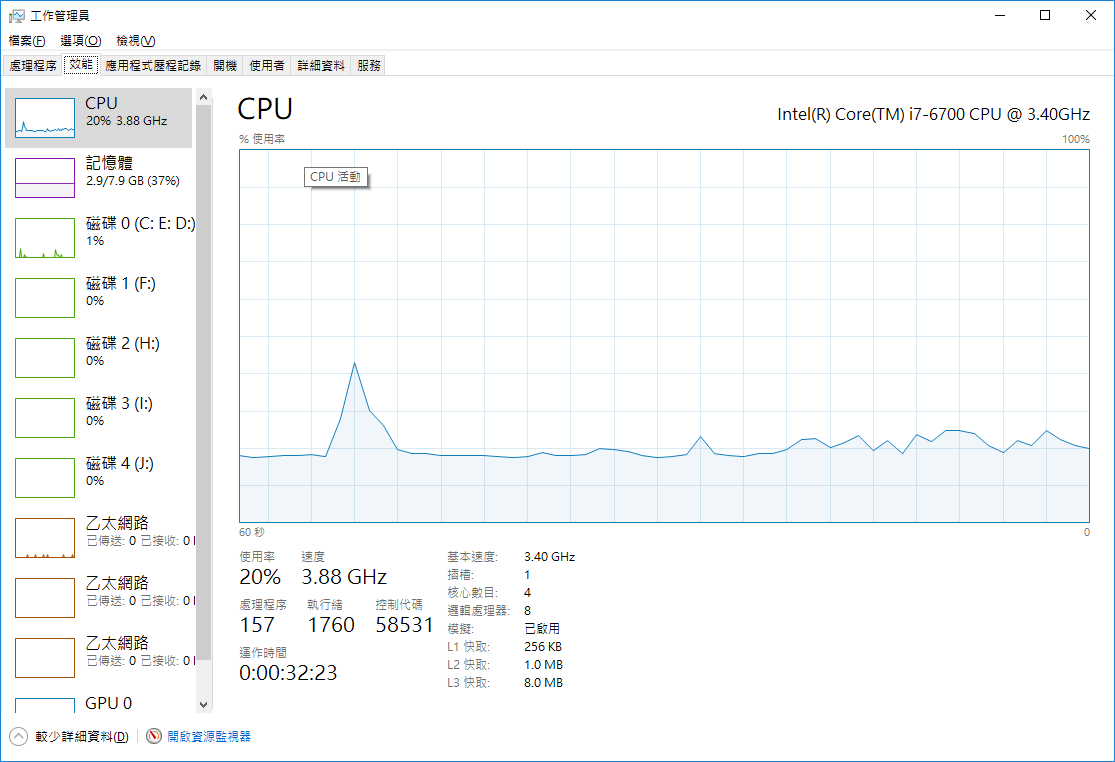 工作管理員
檔案(F) 選項(O) 檢視(V)
處理程序 效能 應用程式歷程記錄 開機 使用者 詳細資料 服務
CPU
20% 3.88 GHz
記憶體
2.9/7.9 GB (37%)
磁碟 0 (C: E: D:)
1%
磁碟 1 (F:)
0%
磁碟 2 (H:)
0%
磁碟 3 (I:)
0%
磁碟 4 (J:)
0%
乙太網路
已傳送: 0 已接收: 0
乙太網路
已傳送: 0 已接收: 0
乙太網路
已傳送: 0 已接收: 0
GPU 0
CPU
Intel(R) Core(TM) i7-6700 CPU @ 3.40GHz
% 使用率 100%
CPU 活動
60 秒 0
使用率 速度
20% 3.88 GHz
處理程序 執行緒 控制代碼
157 1760 58531
運作時間
0:00:32:23
基本速度: 3.40 GHz
插槽: 1
核心數目: 4
邏輯處理器: 8
模擬: 已啟用
L1 快取: 256 KB
L2 快取: 1.0 MB
L3 快取: 8.0 MB
較少詳細資料(D) 開啟資源監視器